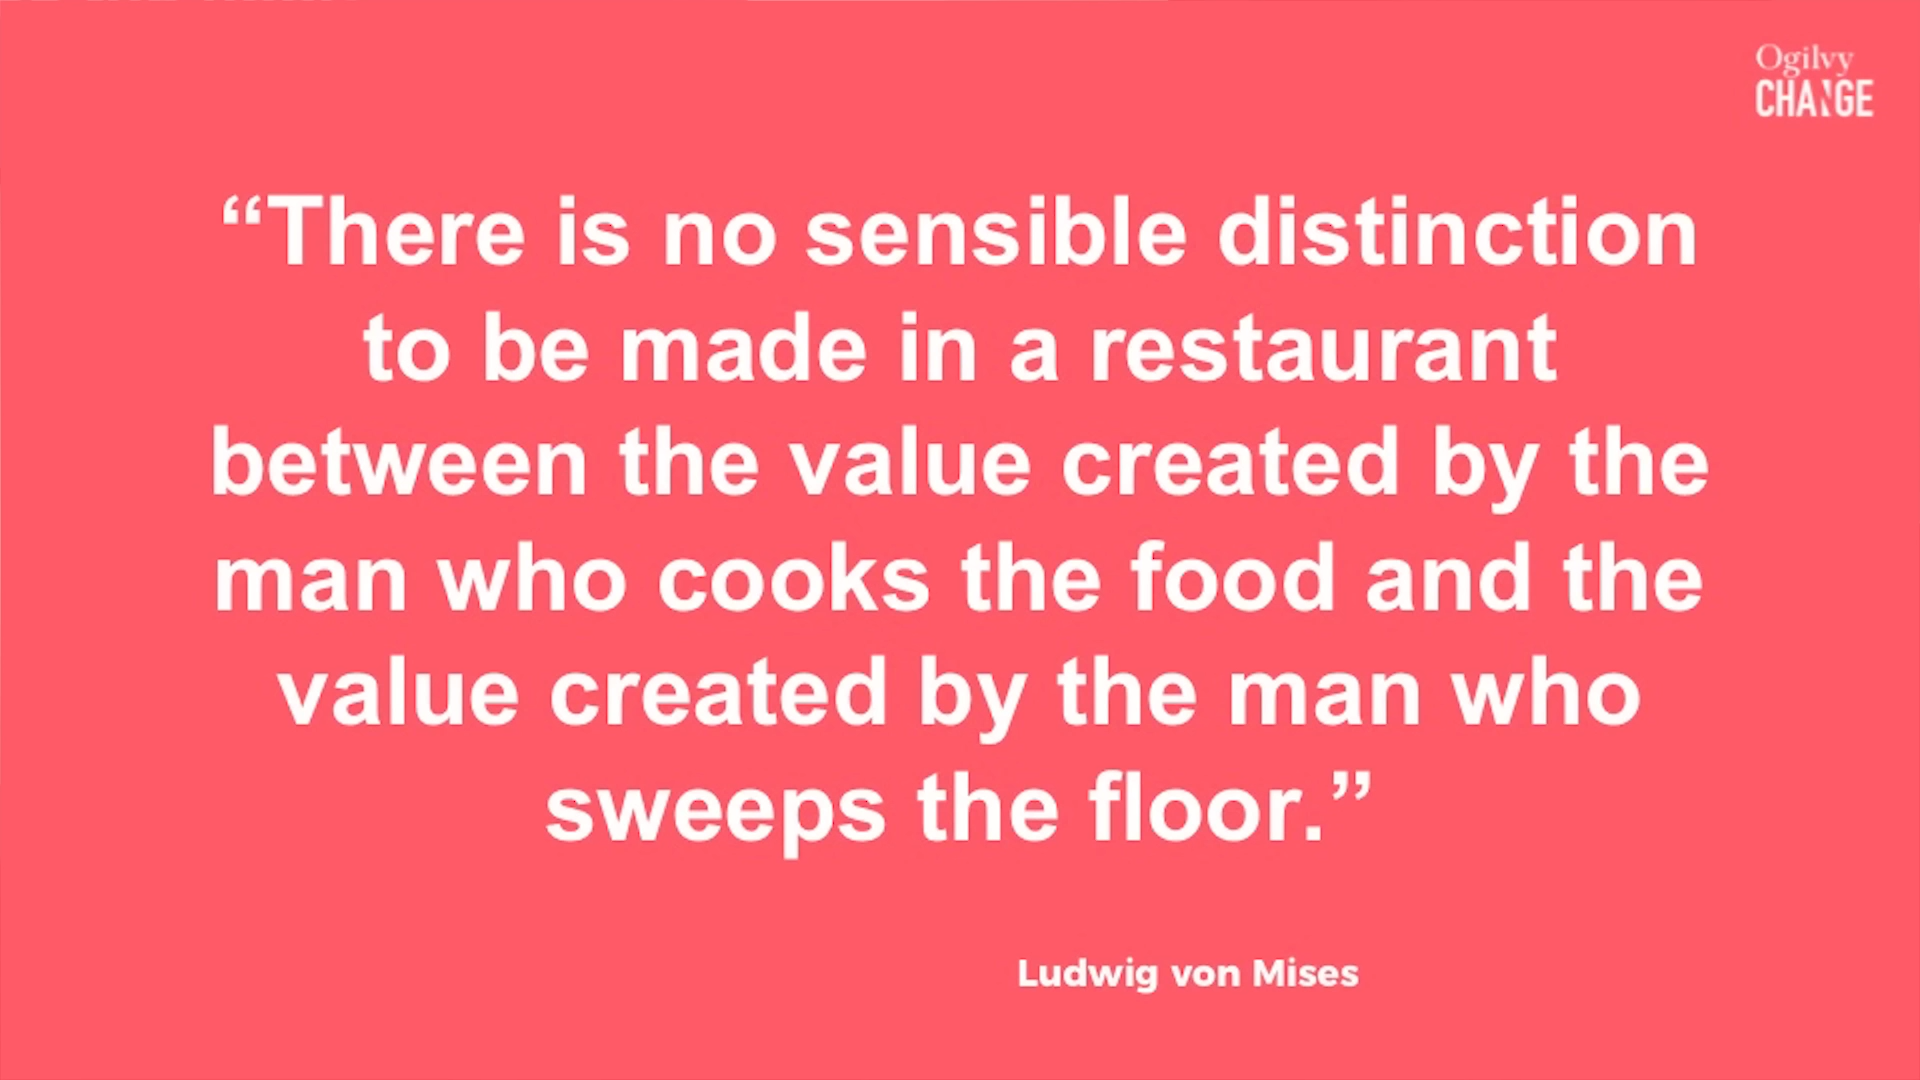 Ogilvy
CHANGE
“There is no sensible distinction
to be made in a restaurant
between the value created by the
man who cooks the food and the
value created by the man who
sweeps the floor.”
Ludwig von Mises